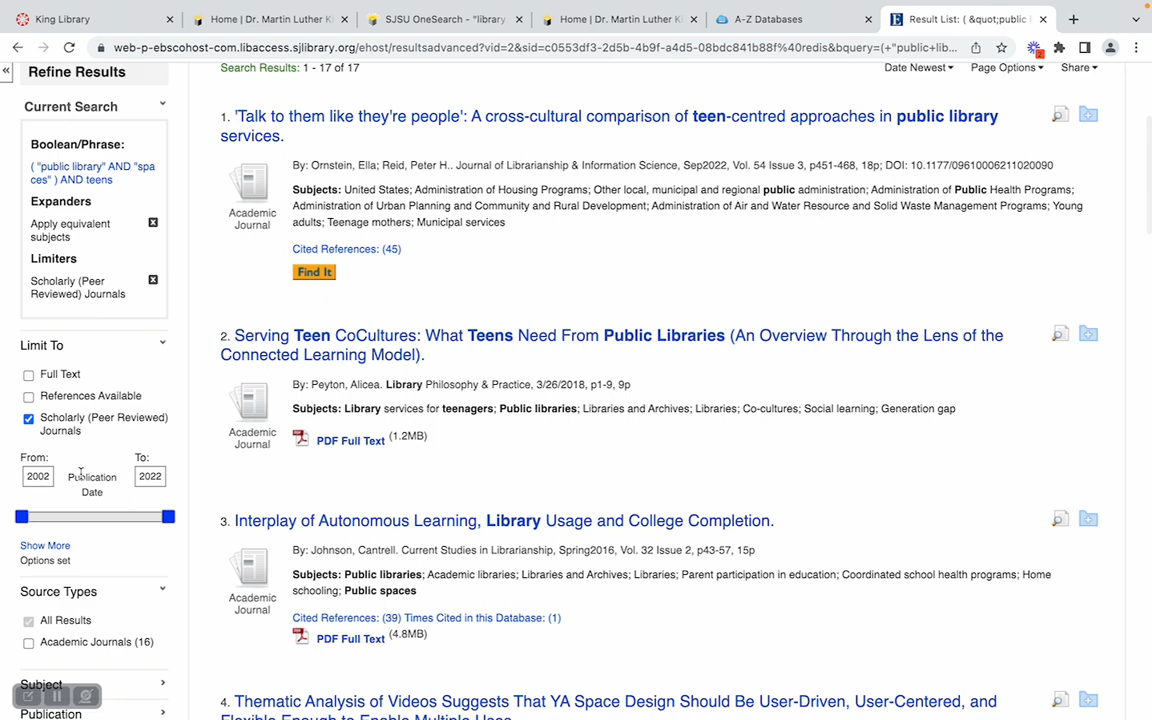 King Library
Home | Dr. Martin Luther K
SJSU OneSearch - "library
Home | Dr. Martin Luther K
A-Z Databases
Result List: ( &quot;public
web-p-ebscohost-com.libaccess.sjlibrary.org/ehost/resultsadvanced?vid=2&sid=c0553df3-2d5b-4b9f-a4d5-08bdc841b88f%40redis&bquery=(+"public+lib...
2
«
Refine Results
Search Results: 1 - 17 of 17
Date Newest
Page Options
Share
Current Search
Boolean/Phrase:
( "public library" AND "spa
ces" ) AND teens
Expanders
Apply equivalent
subjects
Limiters
Scholarly (Peer
Reviewed) Journals
Limit To
Full Text
References Available
Scholarly (Peer Reviewed)
Journals
From:
To:
2002
Publication
Date
2022
Show More
Options set
Source Types
All Results
Academic Journals (16)
Subject
Publication
1. 'Talk to them like they're people': A cross-cultural comparison of teen-centred approaches in public library
services.
By: Ornstein, Ella; Reid, Peter H.. Journal of Librarianship & Information Science, Sep2022, Vol. 54 Issue 3, p451-468, 18p; DOI: 10.1177/09610006211020090
Subjects: United States; Administration of Housing Programs; Other local, municipal and regional public administration; Administration of Public Health Programs;
Administration of Urban Planning and Community and Rural Development; Administration of Air and Water Resource and Solid Waste Management Programs; Young
adults; Teenage mothers; Municipal services
Academic
Journal
Cited References: (45)
Find It
2. Serving Teen CoCultures: What Teens Need From Public Libraries (An Overview Through the Lens of the
Connected Learning Model).
By: Peyton, Alicea. Library Philosophy & Practice, 3/26/2018, p1-9, 9p
Subjects: Library services for teenagers; Public libraries; Libraries and Archives; Libraries; Co-cultures; Social learning; Generation gap
Academic
Journal
PDF Full Text (1.2MB)
3. Interplay of Autonomous Learning, Library Usage and College Completion.
By: Johnson, Cantrell. Current Studies in Librarianship, Spring2016, Vol. 32 Issue 2, p43-57, 15p
Subjects: Public libraries; Academic libraries; Libraries and Archives; Libraries; Parent participation in education; Coordinated school health programs; Home
schooling; Public spaces
Academic
Journal
Cited References: (39) Times Cited in this Database: (1)
PDF Full Text (4.8MB)
4. Thematic Analysis of Videos Suggests That YA Space Design Should Be User-Driven, User-Centered, and
Flexible Enough to Enable Multiple Uses.